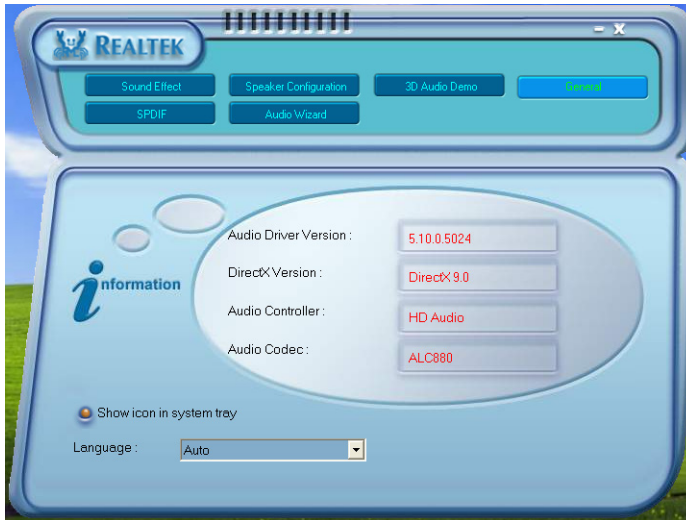 REALTEK
Sound Effect
Speaker Configuration
3D Audio Demo
General
SPDIF
Audio Wizard
information
Audio Driver Version :
5.10.0.5024
DirectX Version :
DirectX 9.0
Audio Controller :
HD Audio
Audio Codec :
ALC880
Show icon in system tray
Language :
Auto